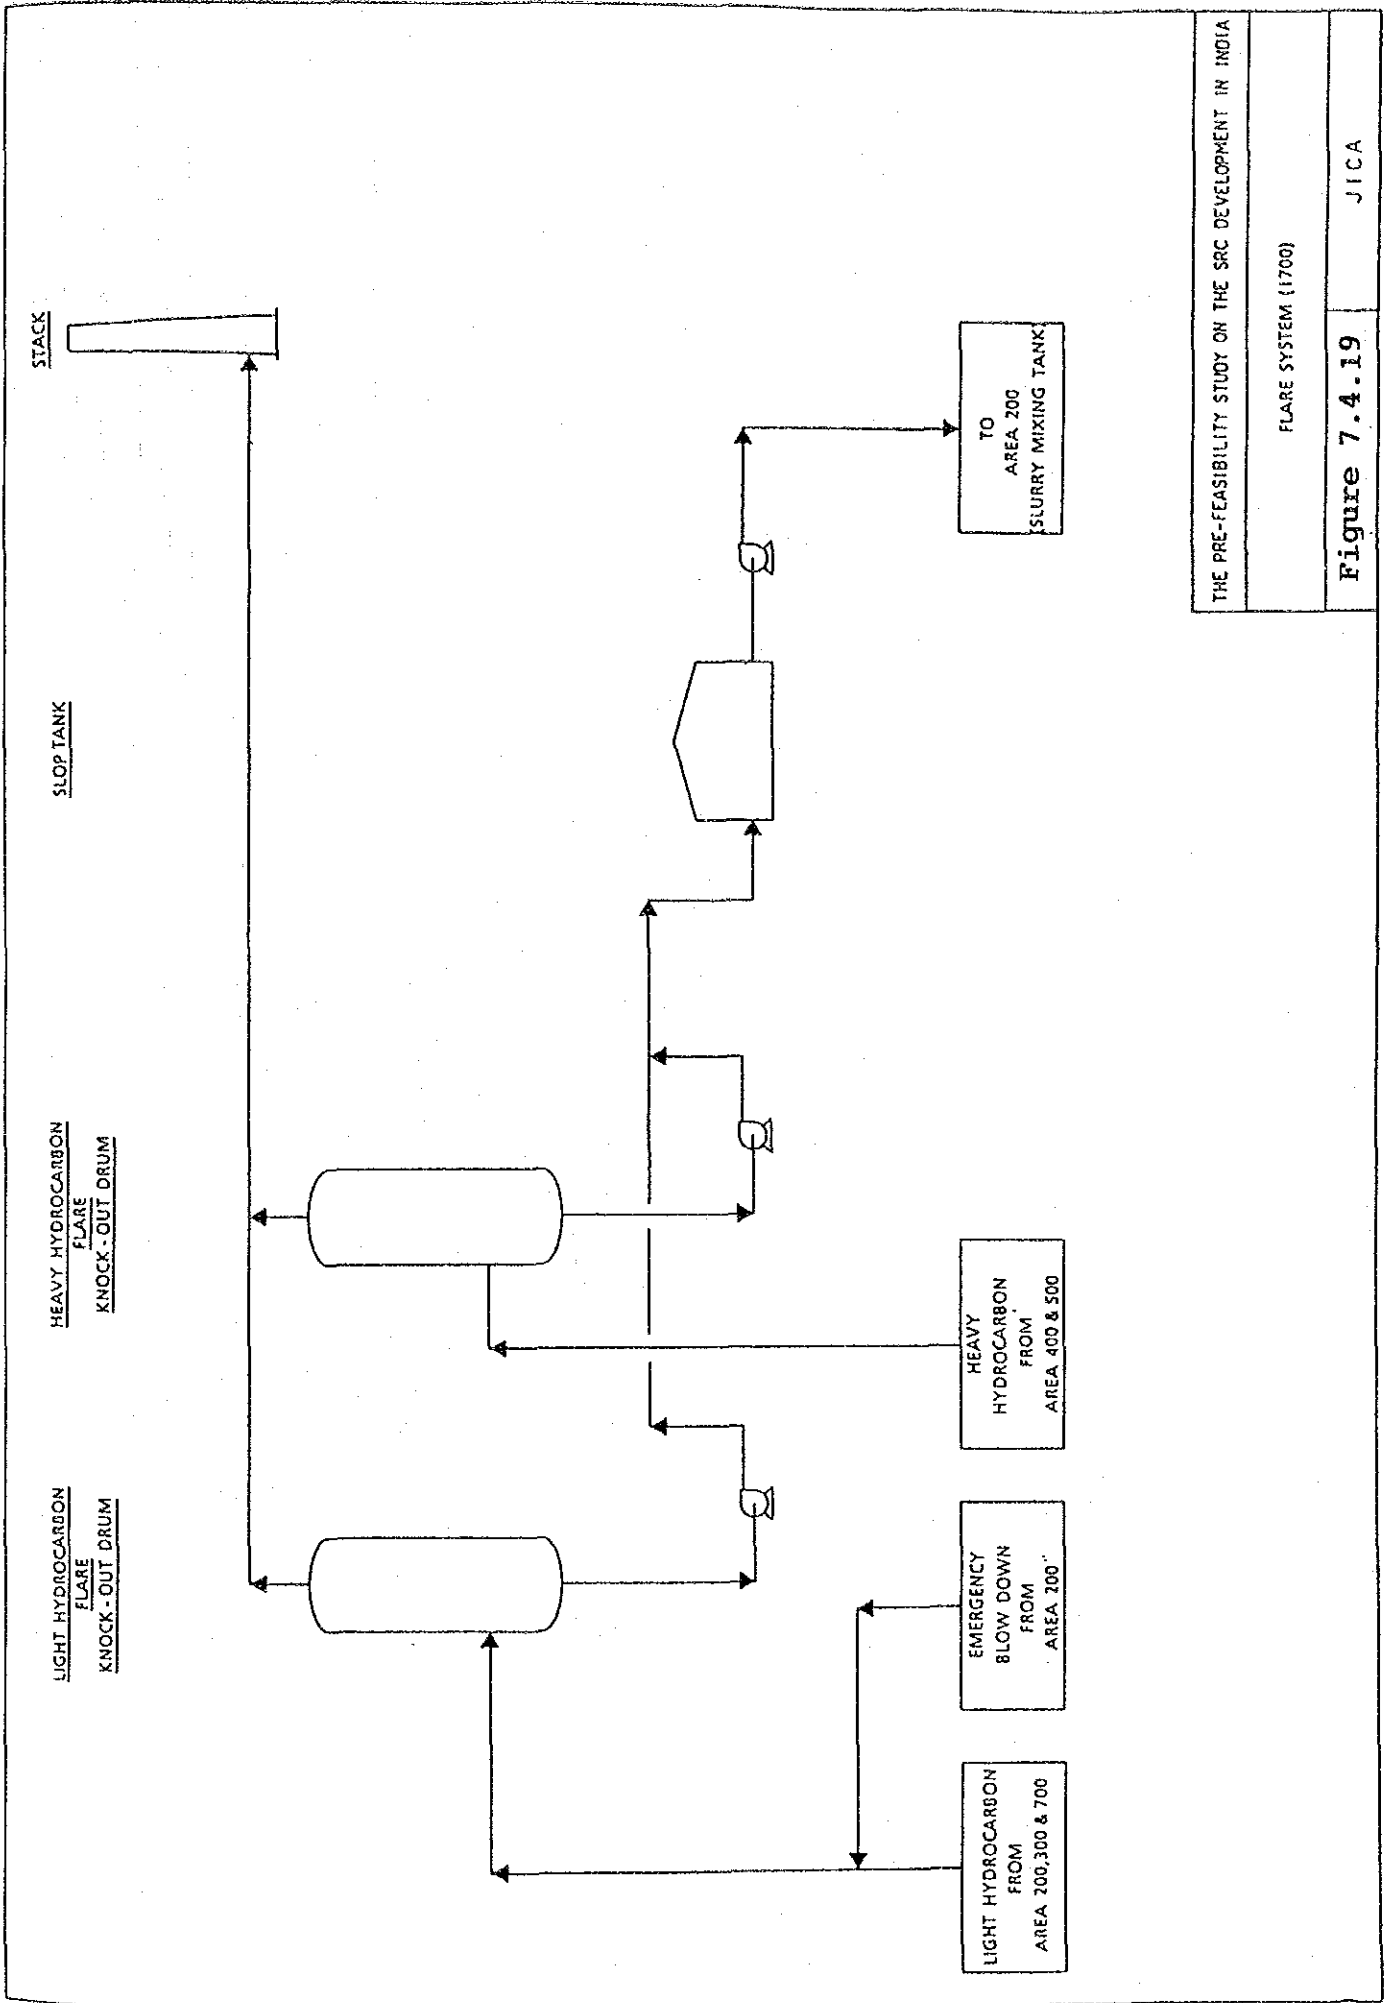 LIGHT HYDROCARBON
FLARE
KNOCK-OUT DRUM
HEAVY HYDROCARBON
FLARE
KNOCK-OUT DRUM
SLOP TANK
STACK
LIGHT HYDROCARBON
FROM
AREA 200,300 & 700
EMERGENCY
BLOW DOWN
FROM
AREA 200
HEAVY
HYDROCARBON
FROM
AREA 400 & 500
TO
AREA 200
(SLURRY MIXING TANK)
THE PRE-FEASIBILITY STUDY ON THE SRC DEVELOPMENT IN INDIA
FLARE SYSTEM (1700)
Figure 7.4.19
JICA